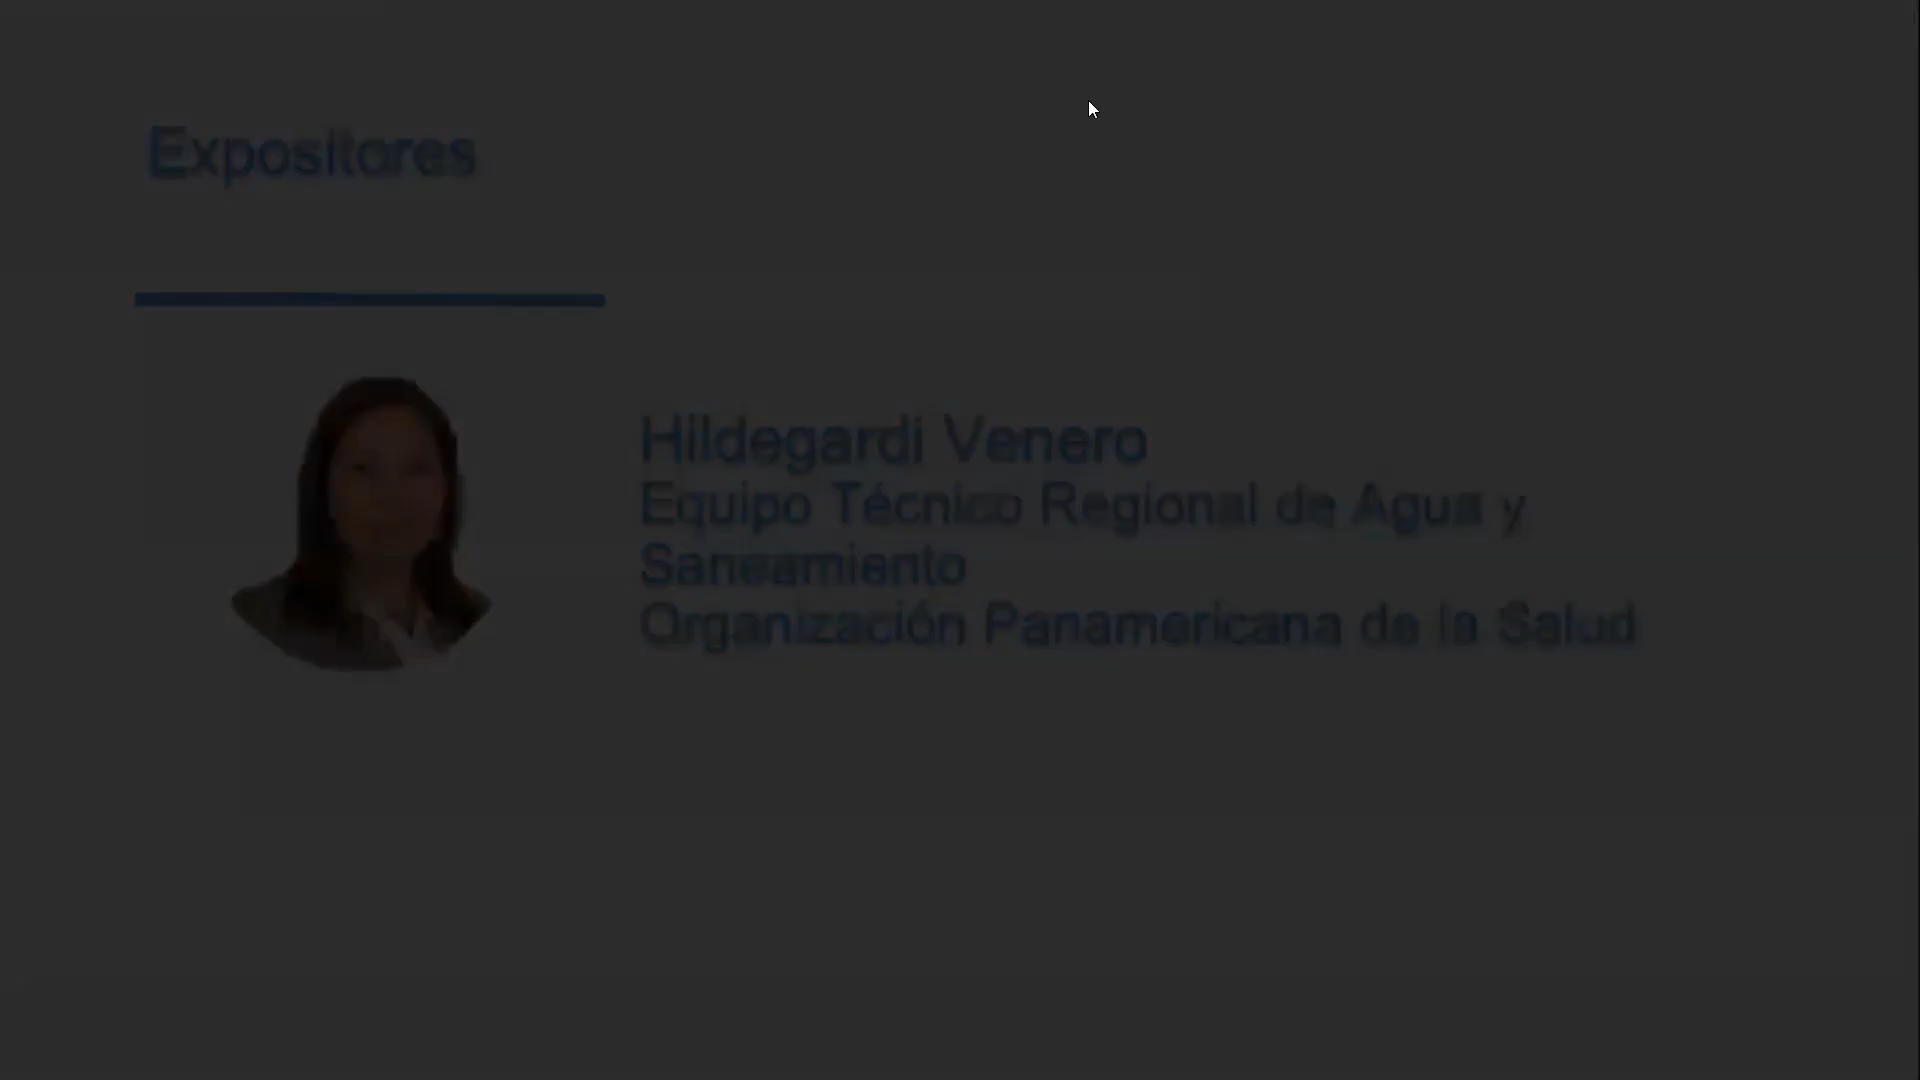 Expositores
Hildegardi Venero
Equipo Técnico Regional de Agua y
Saneamiento
Organización Panamericana de la Salud